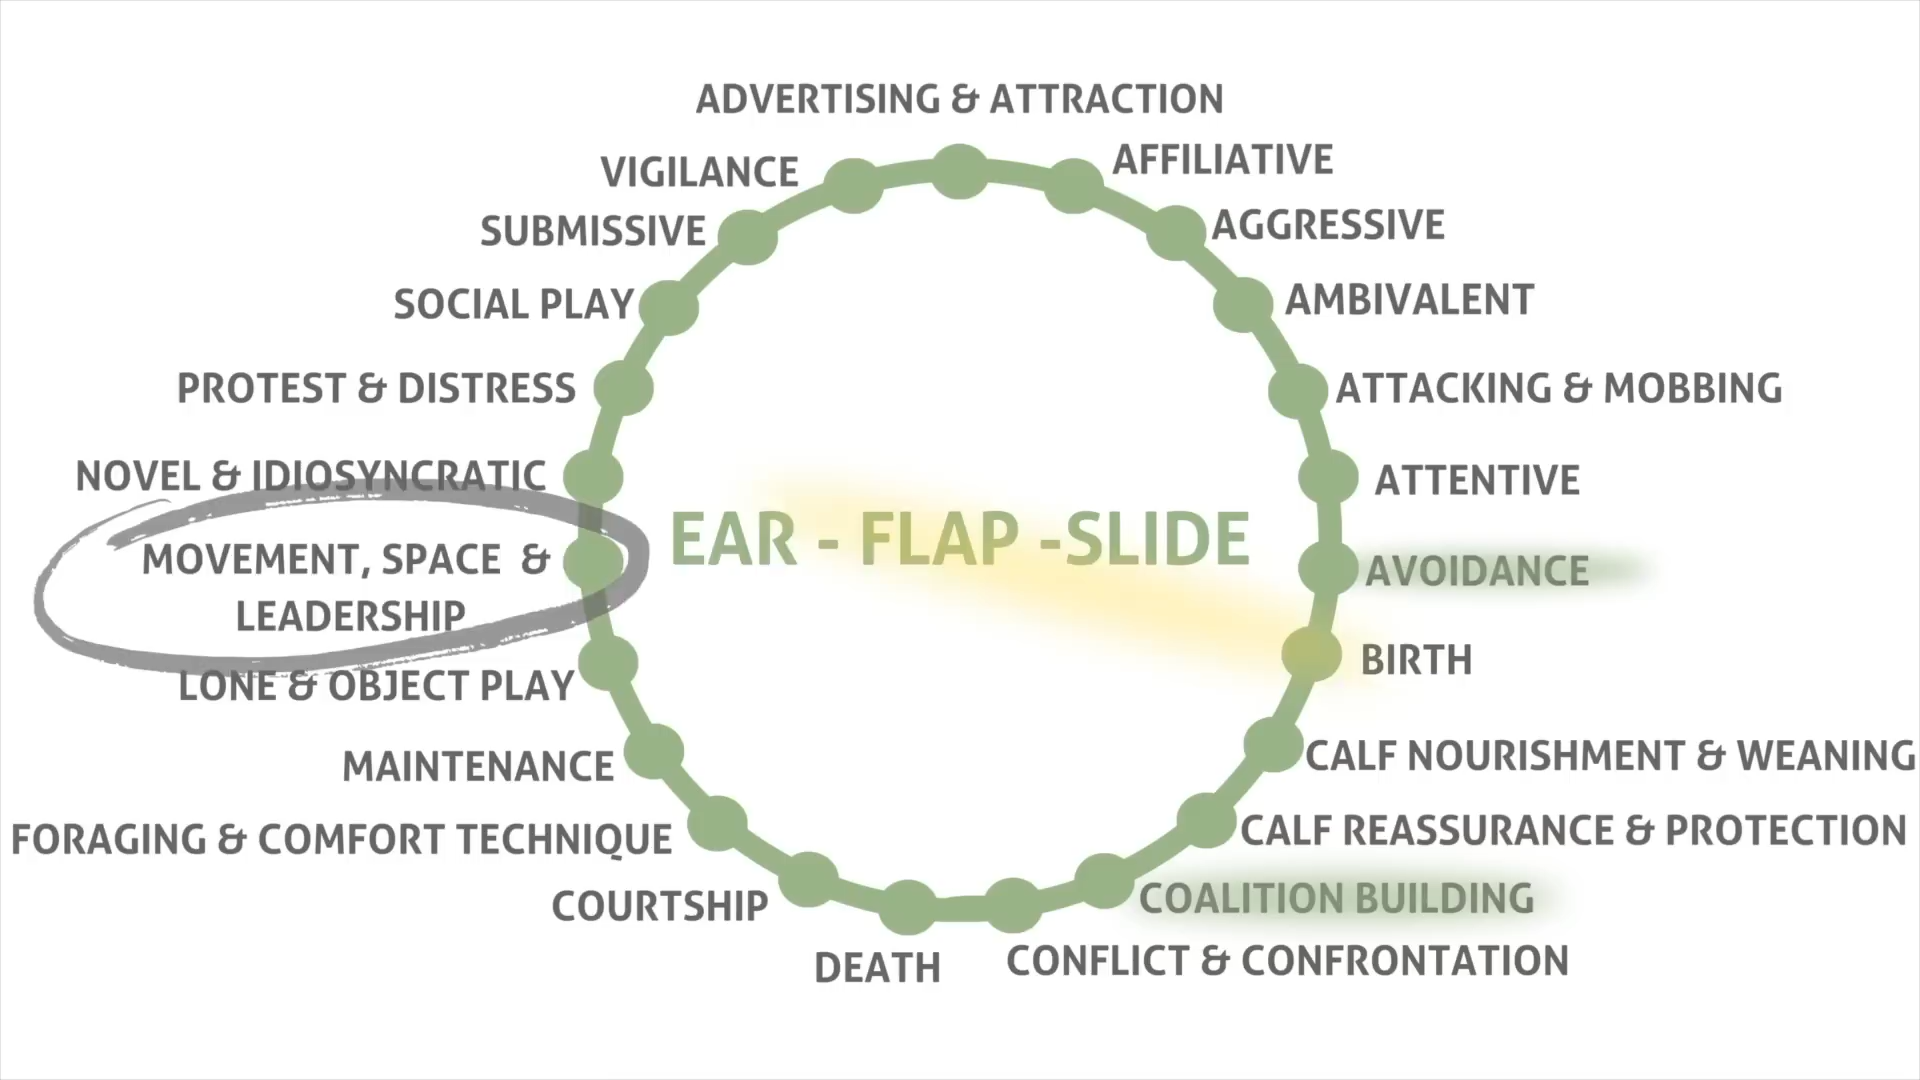 ADVERTISING & ATTRACTION
AFFILIATIVE
AGGRESSIVE
AMBIVALENT
ATTACKING & MOBBING
ATTENTIVE
AVOIDANCE
BIRTH
CALF NOURISHMENT & WEANING
CALF REASSURANCE & PROTECTION
COALITION BUILDING
CONFLICT & CONFRONTATION
DEATH
COURTSHIP
FORAGING & COMFORT TECHNIQUE
MAINTENANCE
LONE & OBJECT PLAY
MOVEMENT, SPACE &
LEADERSHIP
NOVEL & IDIOSYNCRATIC
PROTEST & DISTRESS
SOCIAL PLAY
SUBMISSIVE
VIGILANCE
EAR - FLAP -SLIDE